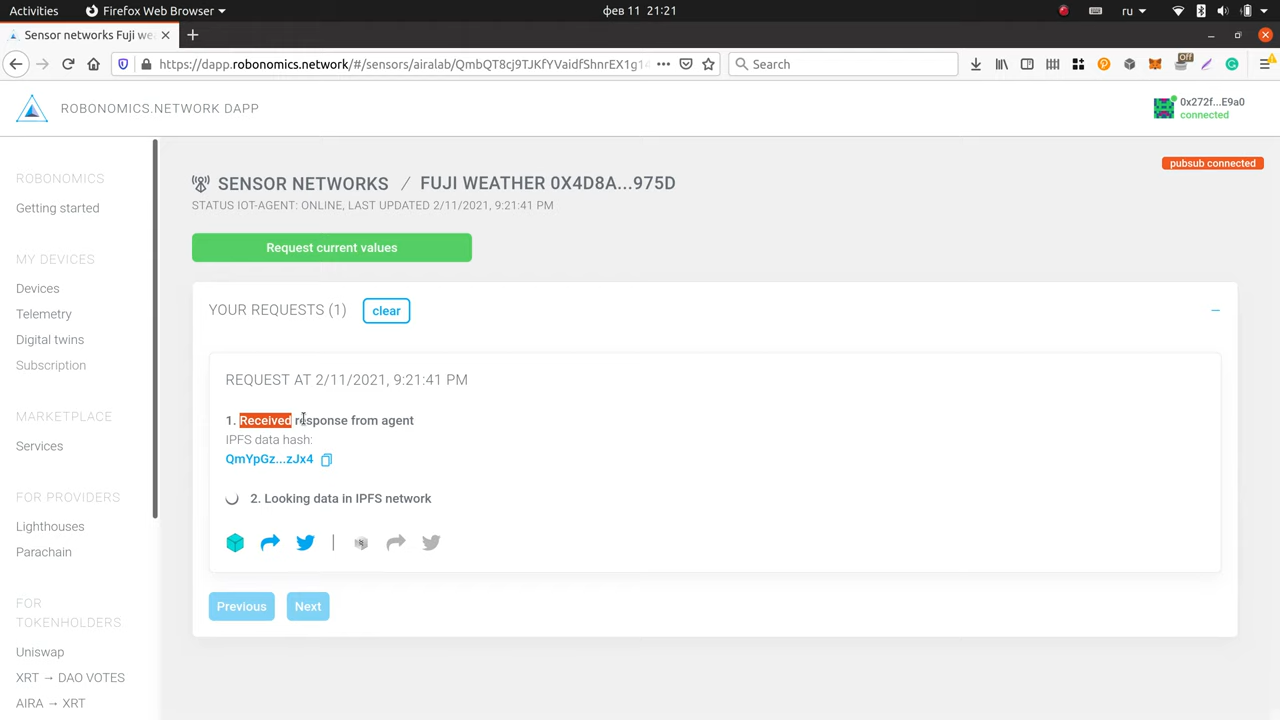 Activities
Firefox Web Browser
фев 11 21:21
ru
Sensor networks Fuji we
https://dapp.robonomics.network/#/sensors/airalab/
Search
Off
ROBONOMICS.NETWORK DAPP
0x272f...E9a0
connected
pubsub connected
ROBONOMICS
Getting started
MY DEVICES
Devices
Telemetry
Digital twins
Subscription
MARKETPLACE
Services
FOR PROVIDERS
Lighthouses
Parachain
FOR
TOKENHOLDERS
Uniswap
XRT → DAO VOTES
AIRA → XRT
SENSOR NETWORKS / FUJI WEATHER 0X4D8A...975D
STATUS IOT-AGENT: ONLINE, LAST UPDATED 2/11/2021, 9:21:41 PM
Request current values
YOUR REQUESTS (1)
clear
REQUEST AT 2/11/2021, 9:21:41 PM
1. Received response from agent
IPFS data hash:
QmYpGz...zJx4
2. Looking data in IPFS network
Previous
Next